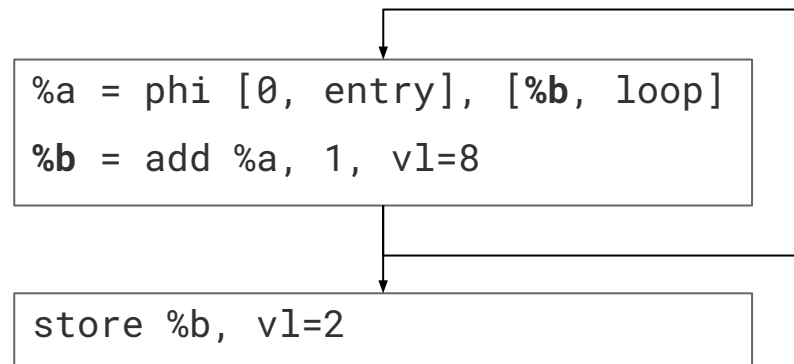 %a = phi [0, entry], [%b, loop]
%b = add %a, 1, vl=8
store %b, vl=2